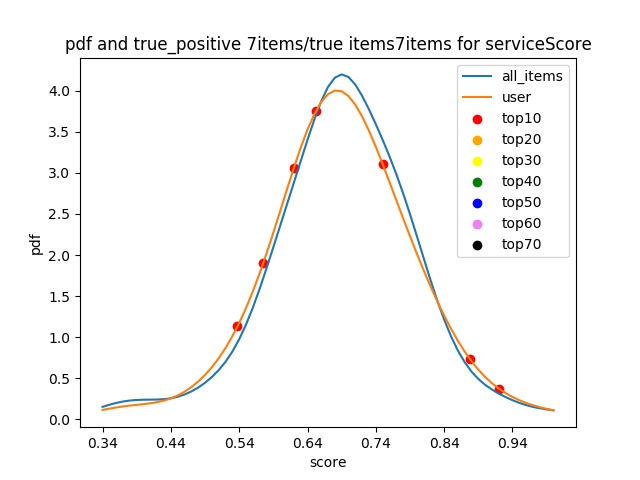 pdf and true_positive 7items/true items7items for serviceScore
all_items
user
top10
top20
top30
top40
top50
top60
top70
4.0
3.5
3.0
2.5
2.0
1.5
1.0
0.5
0.0
pdf
0.34 0.44 0.54 0.64 0.74 0.84 0.94
score